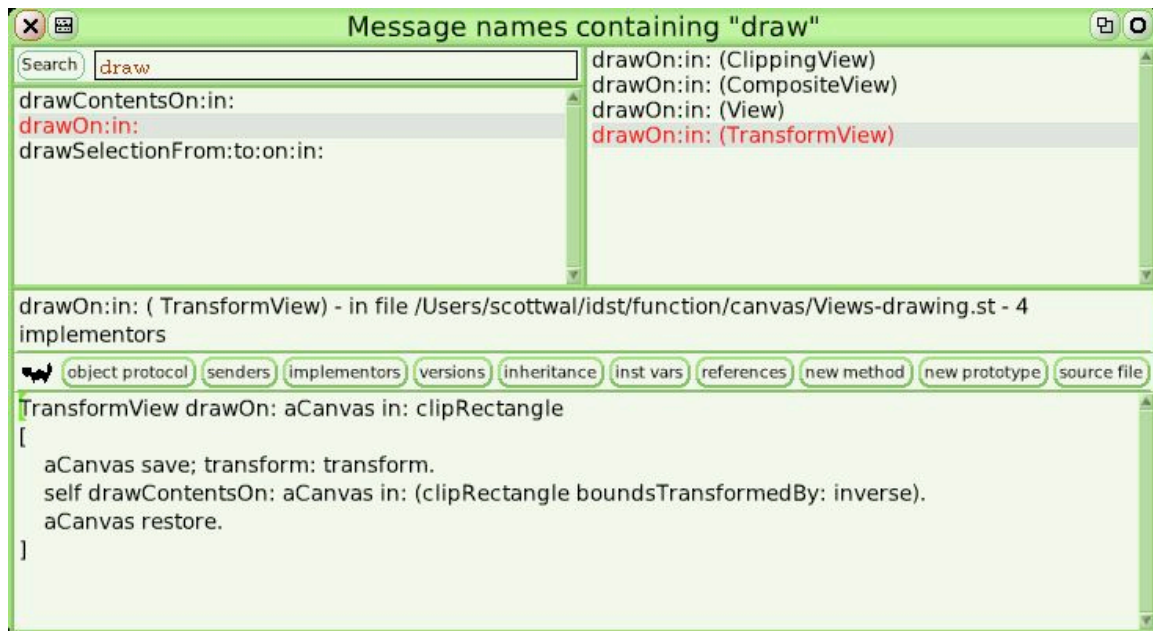 Message names containing "draw"
Search draw
drawContentsOn:in:
drawOn:in:
drawSelectionFrom:to:on:in:
drawOn:in: (ClippingView)
drawOn:in: (CompositeView)
drawOn:in: (View)
drawOn:in: (TransformView)
drawOn:in: ( TransformView) - in file /Users/scottwal/idst/function/canvas/Views-drawing.st - 4
implementors
object protocol senders implementors versions inheritance inst vars references new method new prototype source file
TransformView drawOn: aCanvas in: clipRectangle
[
aCanvas save; transform: transform.
self drawContentsOn: aCanvas in: (clipRectangle boundsTransformedBy: inverse).
aCanvas restore.
]